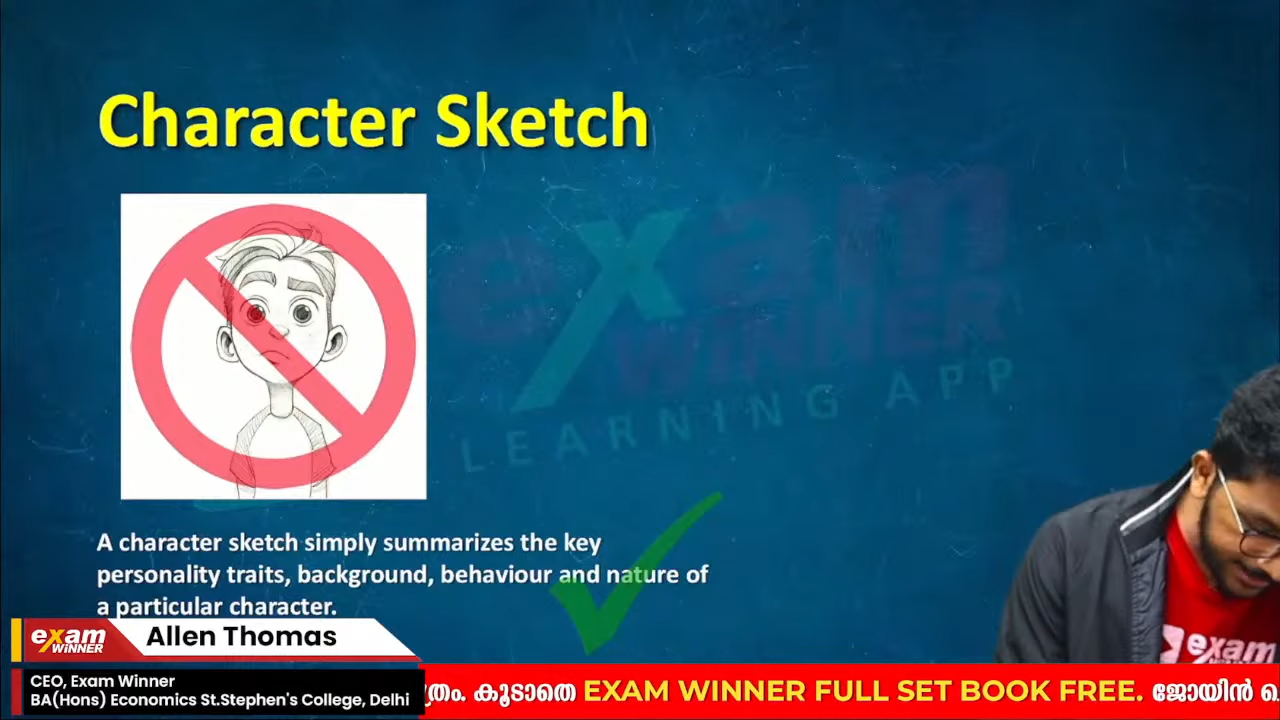 Character Sketch
exam
WINNER
LEARNING APP
A character sketch simply summarizes the key
personality traits, background, behaviour and nature of
a particular character.
exam
WINNER
Allen Thomas
exam
CEO, Exam Winner
BA(Hons) Economics St.Stephen's College, Delhi
കൂടാതെ EXAM WINNER FULL SET BOOK FREE. ജോയിൻ